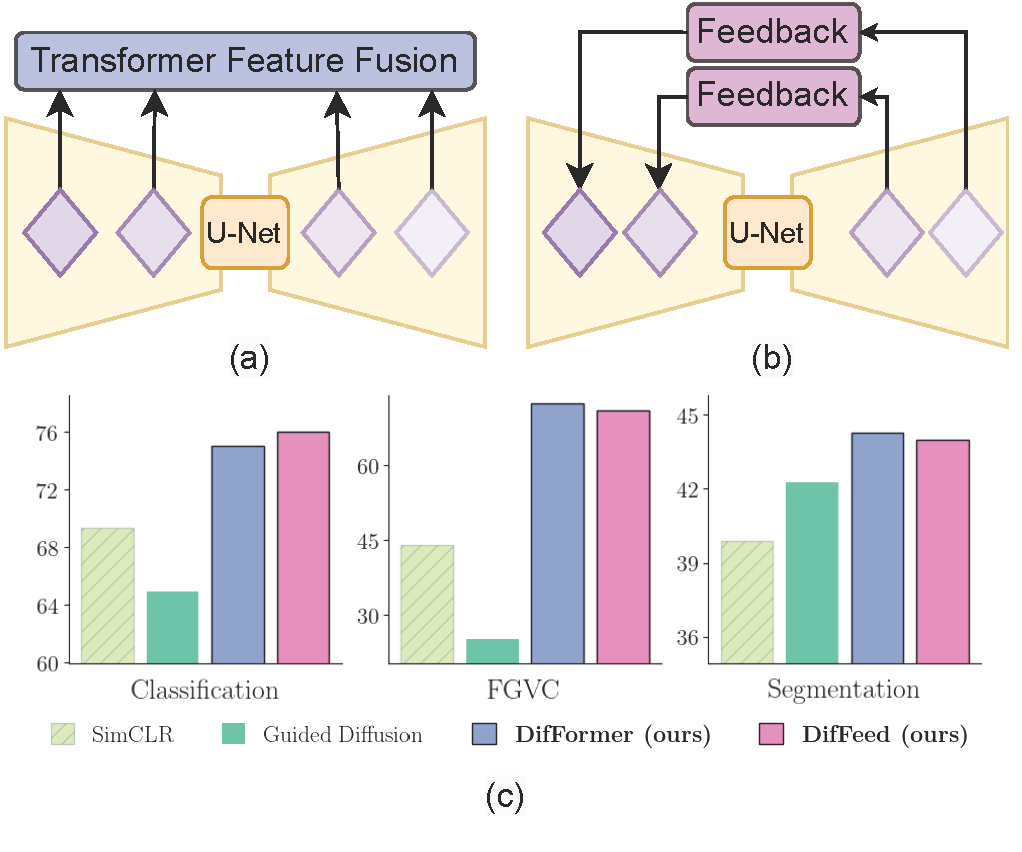 Transformer Feature Fusion
Feedback
Feedback
U-Net
U-Net
(a)
(b)
76
72
68
64
60
Classification
60
45
30
FGVC
45
42
39
36
Segmentation
SimCLR
Guided Diffusion
DifFormer (ours)
DifFeed (ours)
(c)